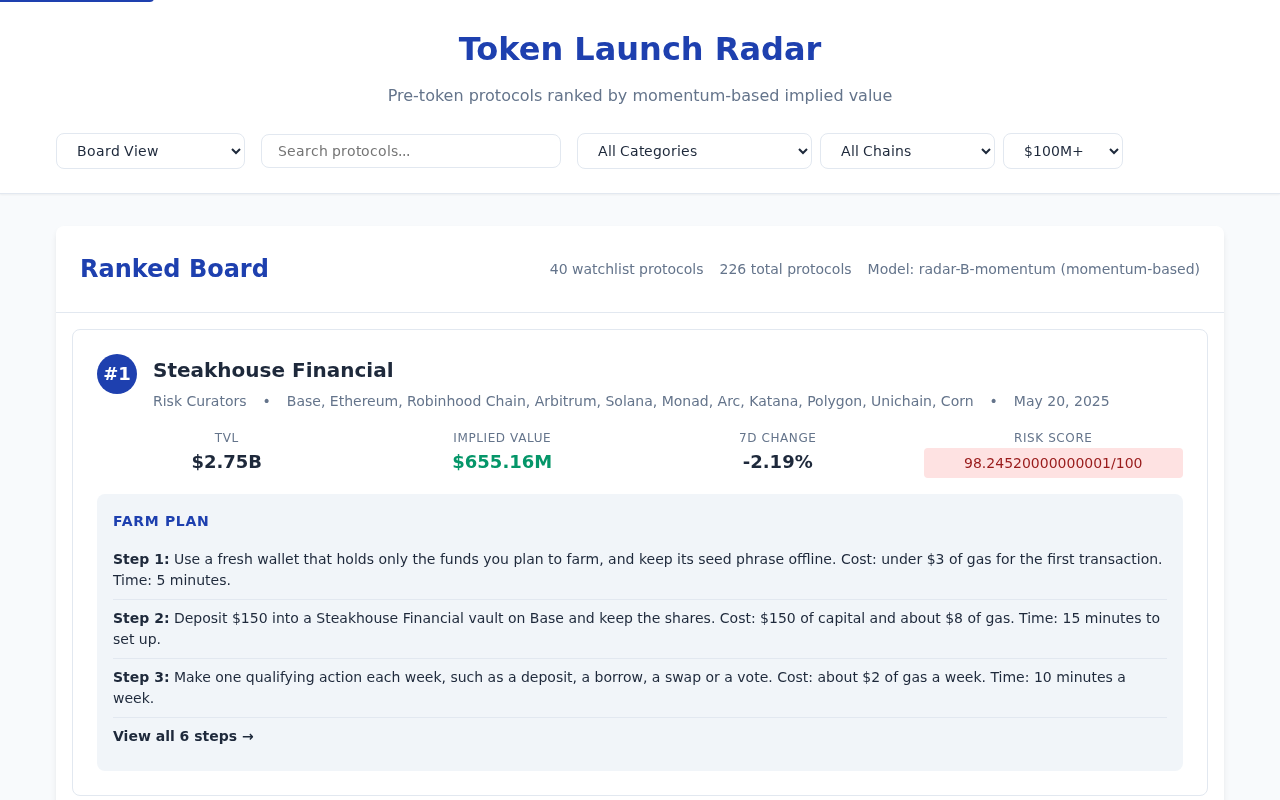 Token Launch Radar
Pre-token protocols ranked by momentum-based implied value
Board View
Search protocols...
All Categories
All Chains
$100M+
Ranked Board
40 watchlist protocols 226 total protocols Model: radar-B-momentum (momentum-based)
#1
Steakhouse Financial
Risk Curators • Base, Ethereum, Robinhood Chain, Arbitrum, Solana, Monad, Arc, Katana, Polygon, Unichain, Corn • May 20, 2025
TVL
$2.75B
IMPLIED VALUE
$655.16M
7D CHANGE
-2.19%
RISK SCORE
98.24520000000001/100
FARM PLAN
Step 1: Use a fresh wallet that holds only the funds you plan to farm, and keep its seed phrase offline. Cost: under $3 of gas for the first transaction.
Time: 5 minutes.
Step 2: Deposit $150 into a Steakhouse Financial vault on Base and keep the shares. Cost: $150 of capital and about $8 of gas. Time: 15 minutes to
set up.
Step 3: Make one qualifying action each week, such as a deposit, a borrow, a swap or a vote. Cost: about $2 of gas a week. Time: 10 minutes a
week.
View all 6 steps →